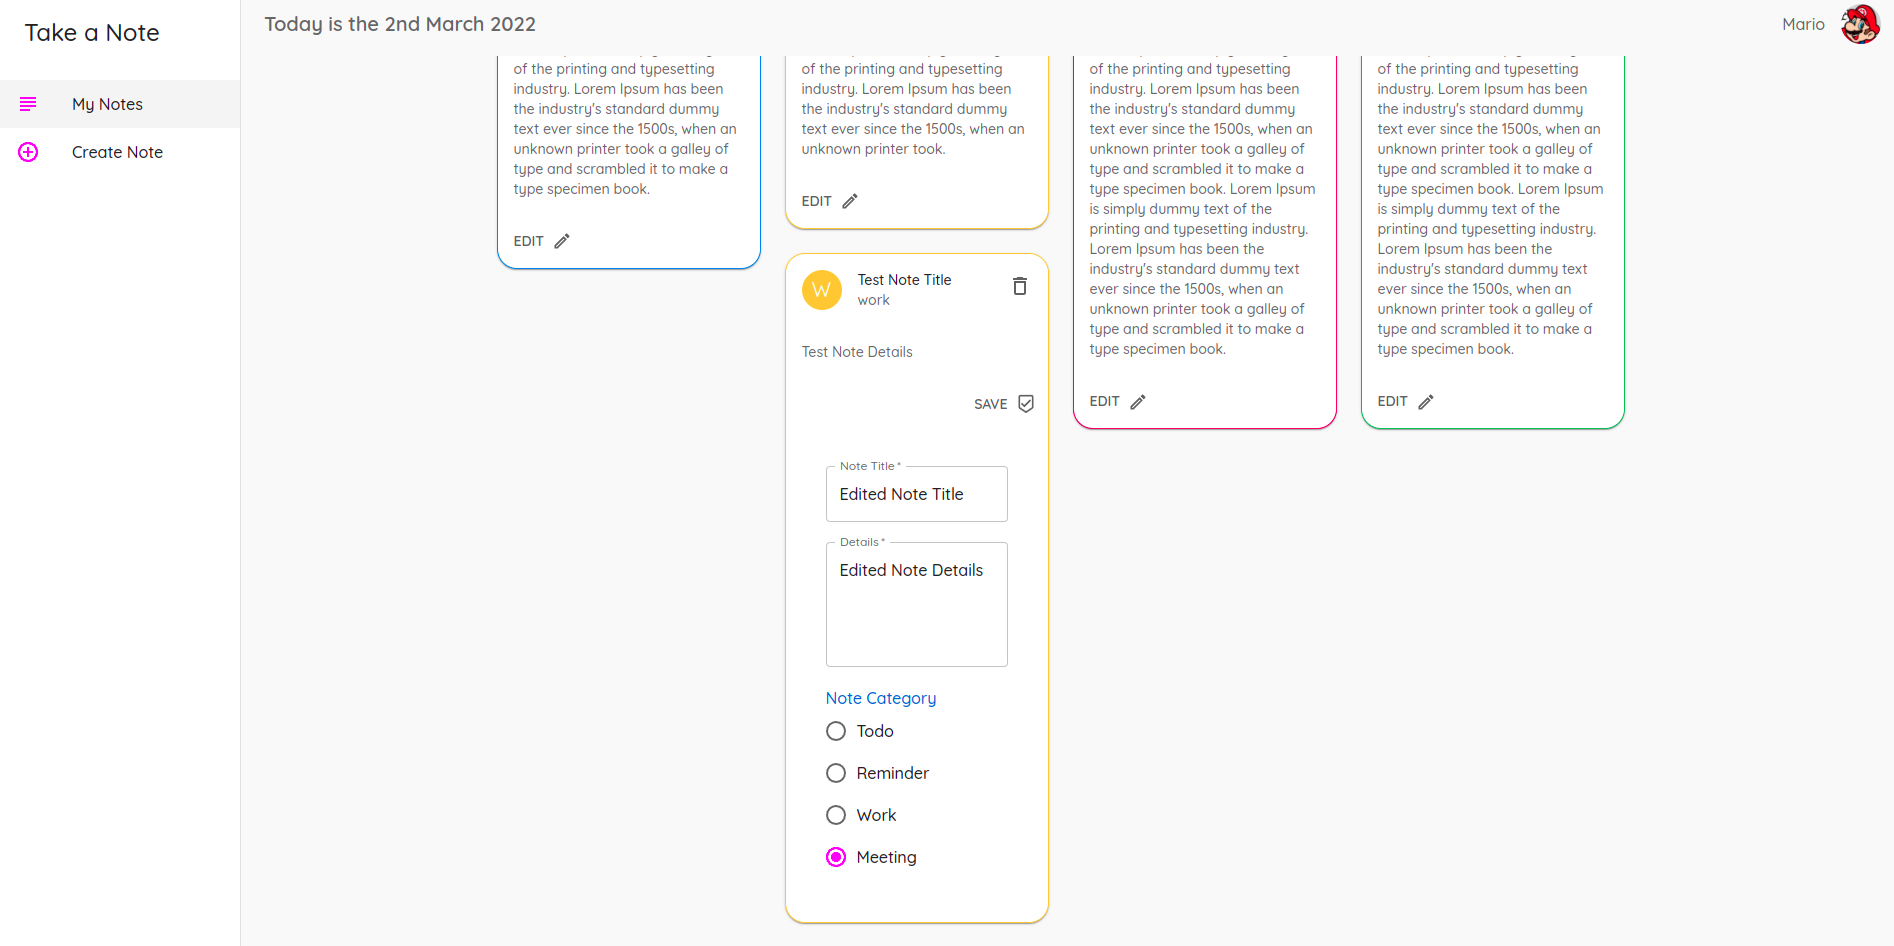 Take a Note
My Notes
Create Note
Today is the 2nd March 2022
Mario
of the printing and typesetting
industry. Lorem Ipsum has been
the industry's standard dummy
text ever since the 1500s, when an
unknown printer took a galley of
type and scrambled it to make a
type specimen book.
EDIT
of the printing and typesetting
industry. Lorem Ipsum has been
the industry's standard dummy
text ever since the 1500s, when an
unknown printer took.
EDIT
W
Test Note Title
work
Test Note Details
SAVE
Note Title *
Edited Note Title
Details *
Edited Note Details
Note Category
Todo
Reminder
Work
Meeting
of the printing and typesetting
industry. Lorem Ipsum has been
the industry's standard dummy
text ever since the 1500s, when an
unknown printer took a galley of
type and scrambled it to make a
type specimen book. Lorem Ipsum
is simply dummy text of the
printing and typesetting industry.
Lorem Ipsum has been the
industry's standard dummy text
ever since the 1500s, when an
unknown printer took a galley of
type and scrambled it to make a
type specimen book.
EDIT
of the printing and typesetting
industry. Lorem Ipsum has been
the industry's standard dummy
text ever since the 1500s, when an
unknown printer took a galley of
type and scrambled it to make a
type specimen book. Lorem Ipsum
is simply dummy text of the
printing and typesetting industry.
Lorem Ipsum has been the
industry's standard dummy text
ever since the 1500s, when an
unknown printer took a galley of
type and scrambled it to make a
type specimen book.
EDIT